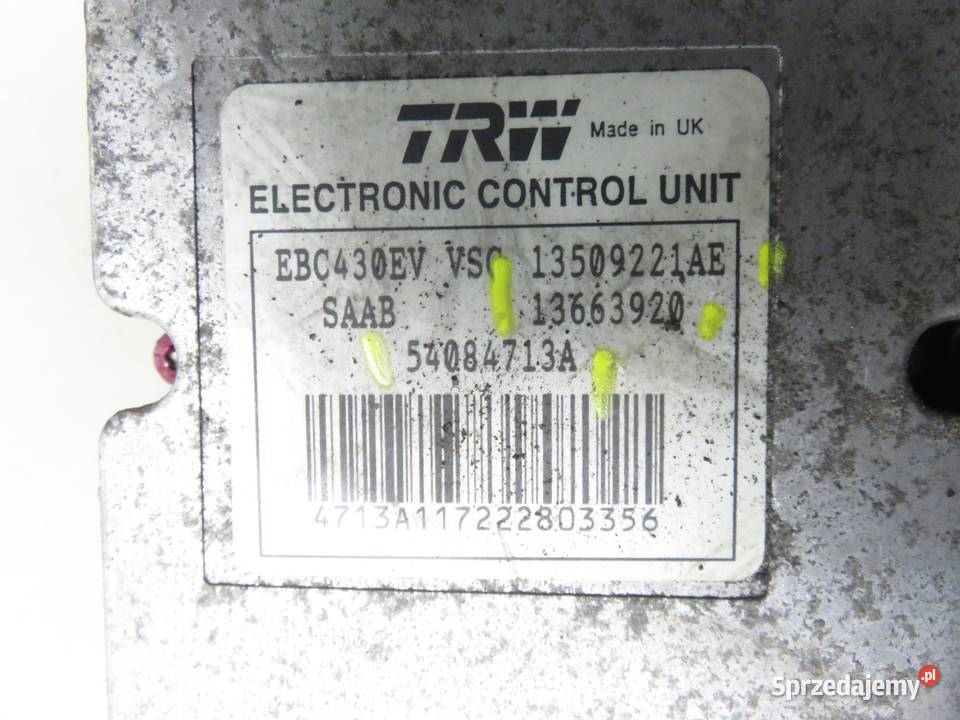 TRW Made in UK
ELECTRONIC CONTROL UNIT
EBC430EV VSC 13509221AE
SAAB 13663920
54084713A
4713A117222803356
Sprzedajemy.pl